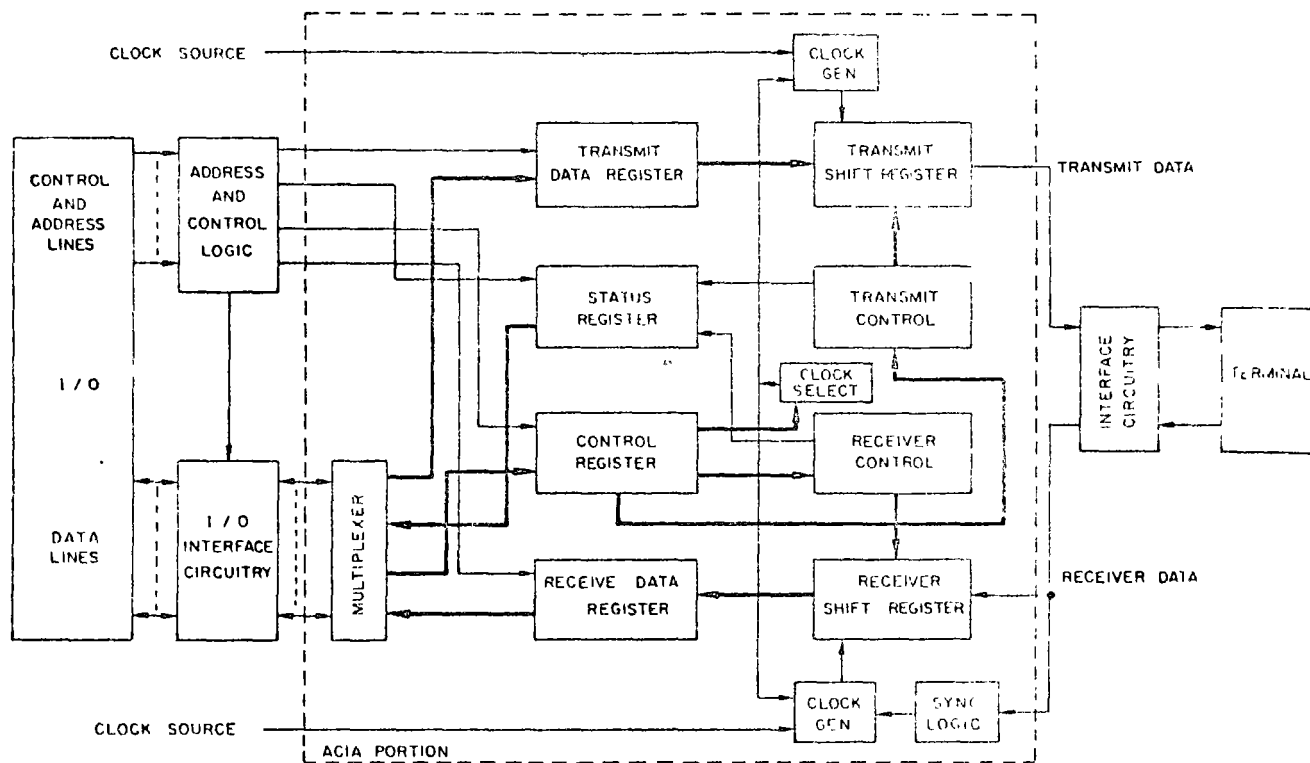 CLOCK SOURCE
CLOCK
GEN
CONTROL
AND
ADDRESS
LINES
I/O
DATA
LINES
ADDRESS
AND
CONTROL
LOGIC
I/O
INTERFACE
CIRCUITRY
MULTIPLEXER
TRANSMIT
DATA REGISTER
TRANSMIT
SHIFT REGISTER
TRANSMIT DATA
STATUS
REGISTER
TRANSMIT
CONTROL
CLOCK
SELECT
CONTROL
REGISTER
RECEIVER
CONTROL
RECEIVE DATA
REGISTER
RECEIVER
SHIFT REGISTER
RECEIVER DATA
INTERFACE
CIRCUITRY
TERMINAL
CLOCK
GEN
SYNC
LOGIC
CLOCK SOURCE
ACIA PORTION